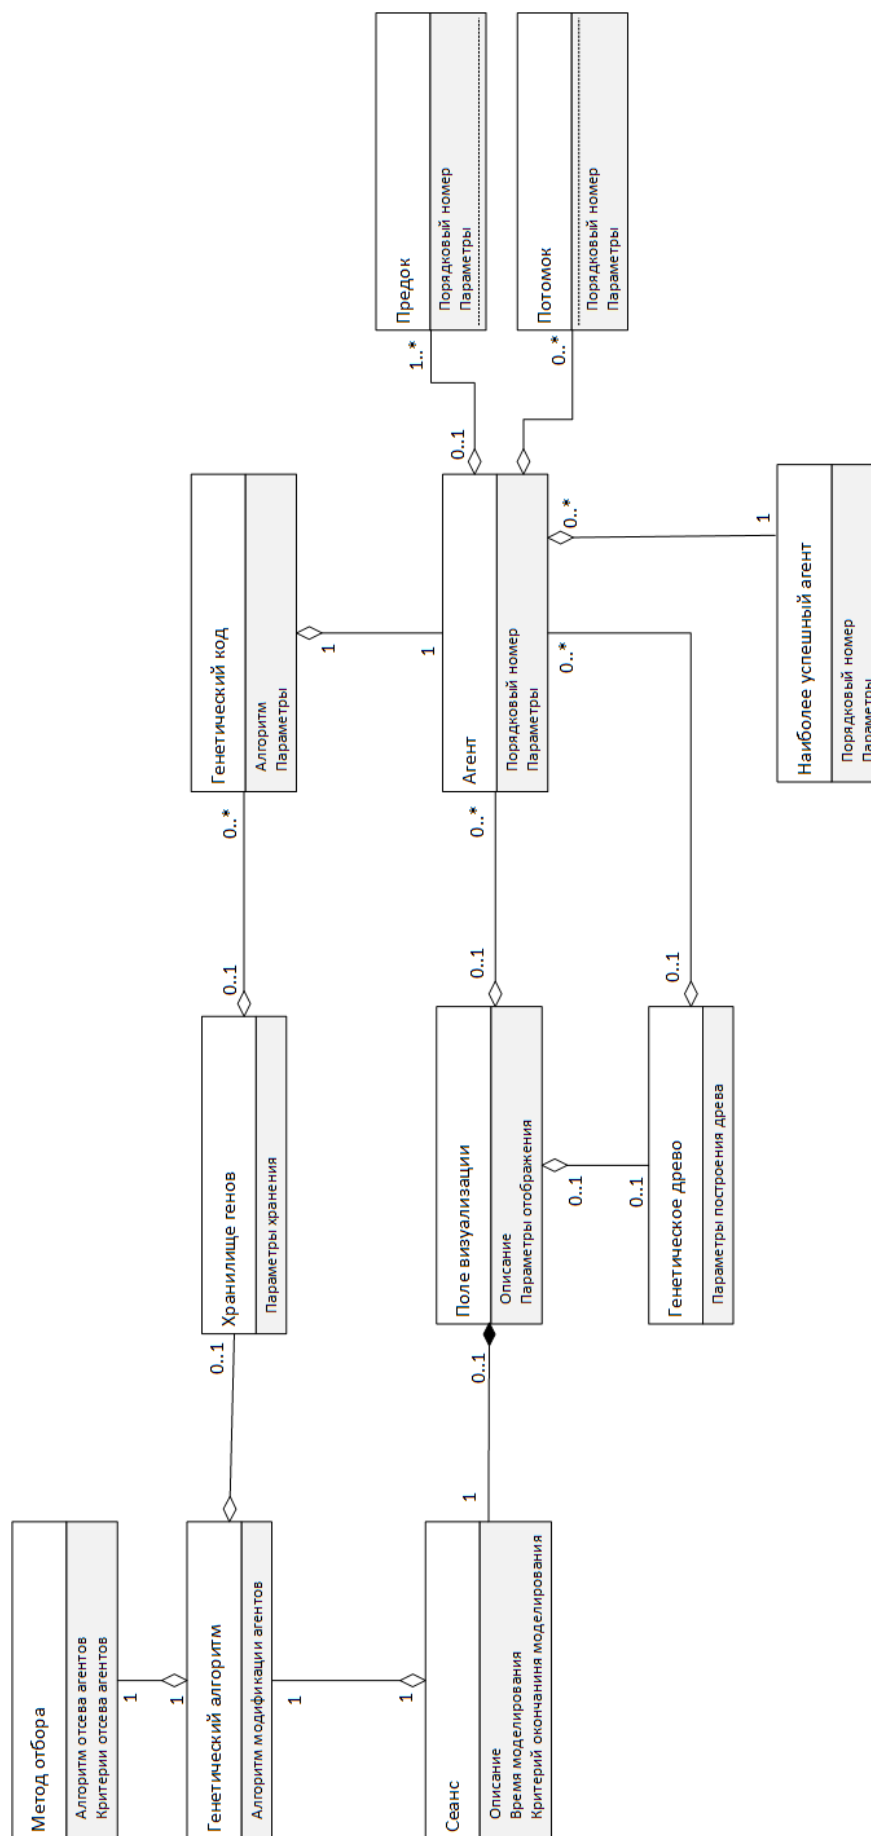 Метод отбора
Алгоритм отсева агентов
Критерии отсева агентов
1
1
Генетический алгоритм
Алгоритм модификации агентов
0..1
Хранилище генов
Параметры хранения
0..1
0..*
Генетический код
Алгоритм
Параметры
1
1
1
1
Сеанс
Описание
Время моделирования
Критерий окончаниня моделирования
1
0..1
Поле визуализации
Описание
Параметры отображения
0..1
0..*
Агент
Порядковый номер
Параметры
0..1
1..*
Предок
Порядковый номер
Параметры
0..*
Потомок
Порядковый номер
Параметры
0..1
0..1
Генетическое древо
Параметры построения древа
0..1
0..*
0..*
1
Наиболее успешный агент
Порядковый номер
Параметры